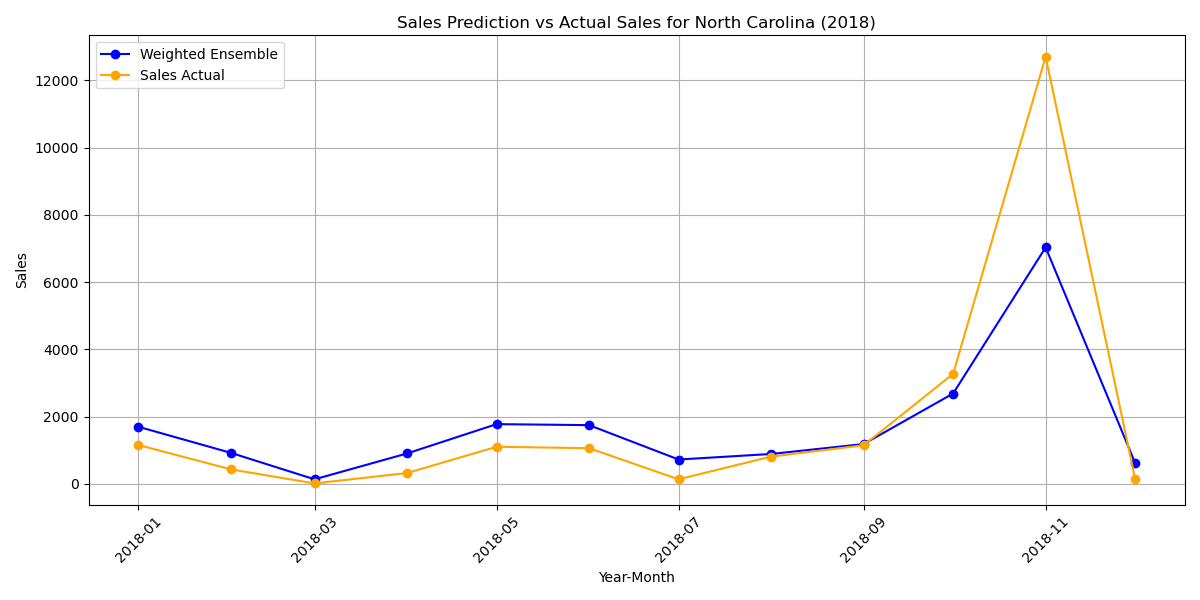 Sales Prediction vs Actual Sales for North Carolina (2018)
Weighted Ensemble
Sales Actual
12000
10000
8000
6000
4000
2000
0
Sales
2018-01
2018-03
2018-05
2018-07
2018-09
2018-11
Year-Month